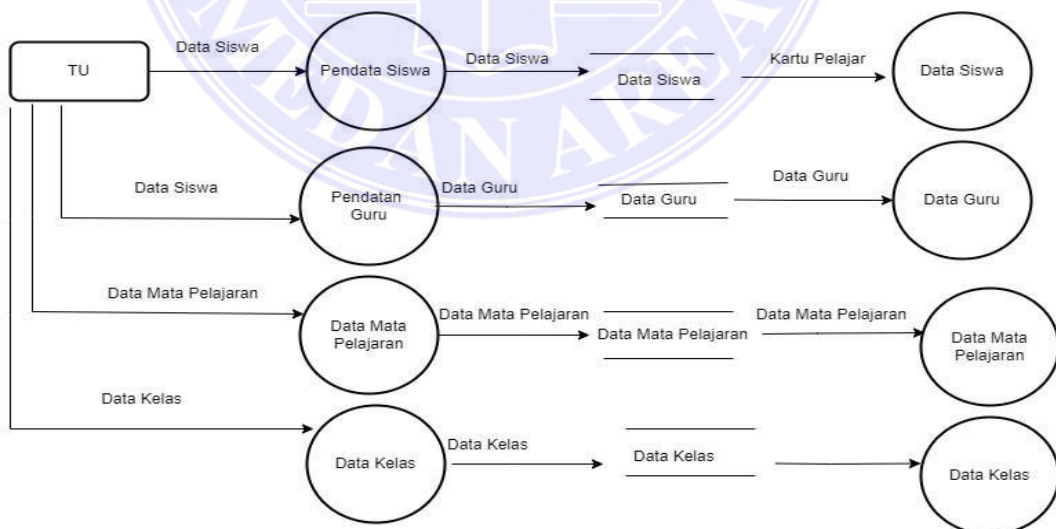 Data Siswa
TU
Pendata Siswa
Data Siswa
Data Siswa
Kartu Pelajar
Data Siswa
Data Siswa
Pendatan
Guru
Data Guru
Data Guru
Data Guru
Data Guru
Data Mata Pelajaran
Data Mata
Pelajaran
Data Mata Pelajaran
Data Mata Pelajaran
Data Mata Pelajaran
Data Mata
Pelajaran
Data Kelas
Data Kelas
Data Kelas
Data Kelas
Data Kelas
MEDAN AREA